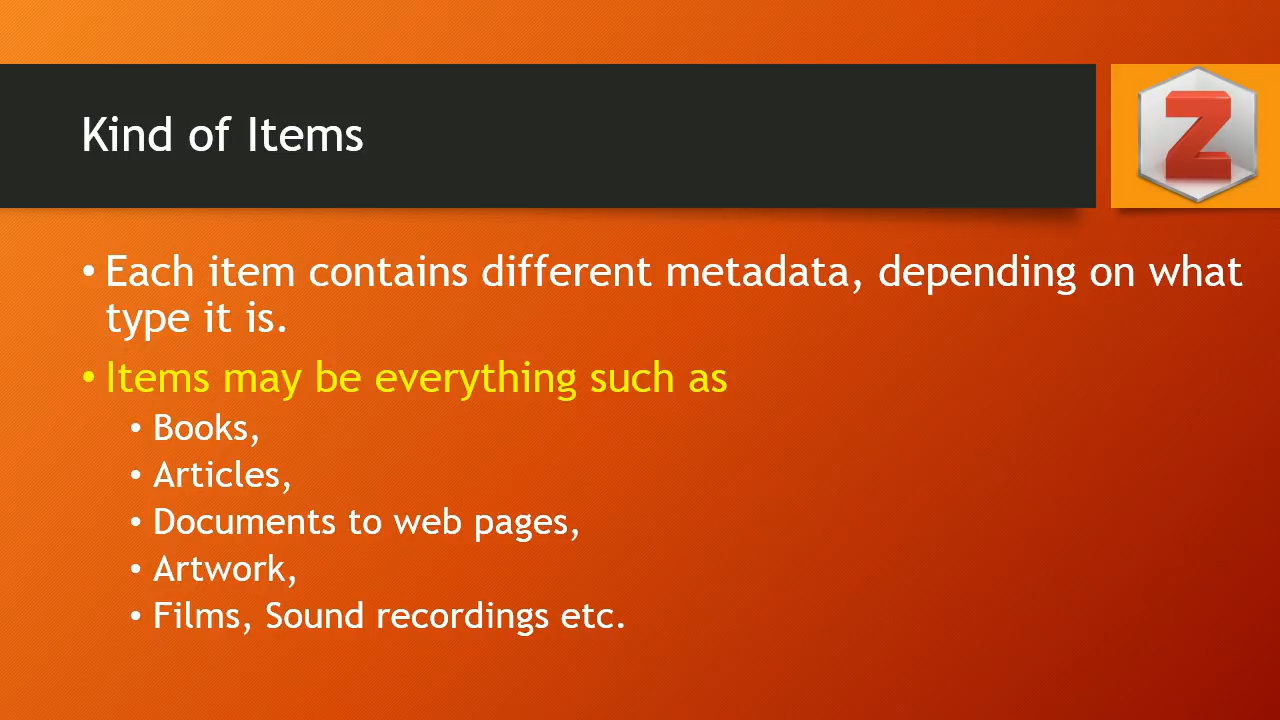 Kind of Items
Z
• Each item contains different metadata, depending on what
type it is.
• Items may be everything such as
• Books,
• Articles,
• Documents to web pages,
• Artwork,
• Films, Sound recordings etc.